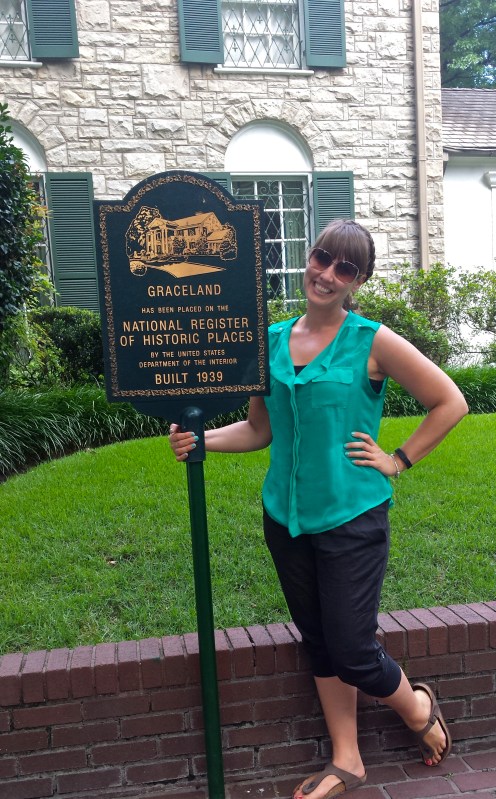 GRACELAND
HAS BEEN PLACED ON THE
NATIONAL REGISTER
OF HISTORIC PLACES
BY THE UNITED STATES
DEPARTMENT OF THE INTERIOR
BUILT 1939